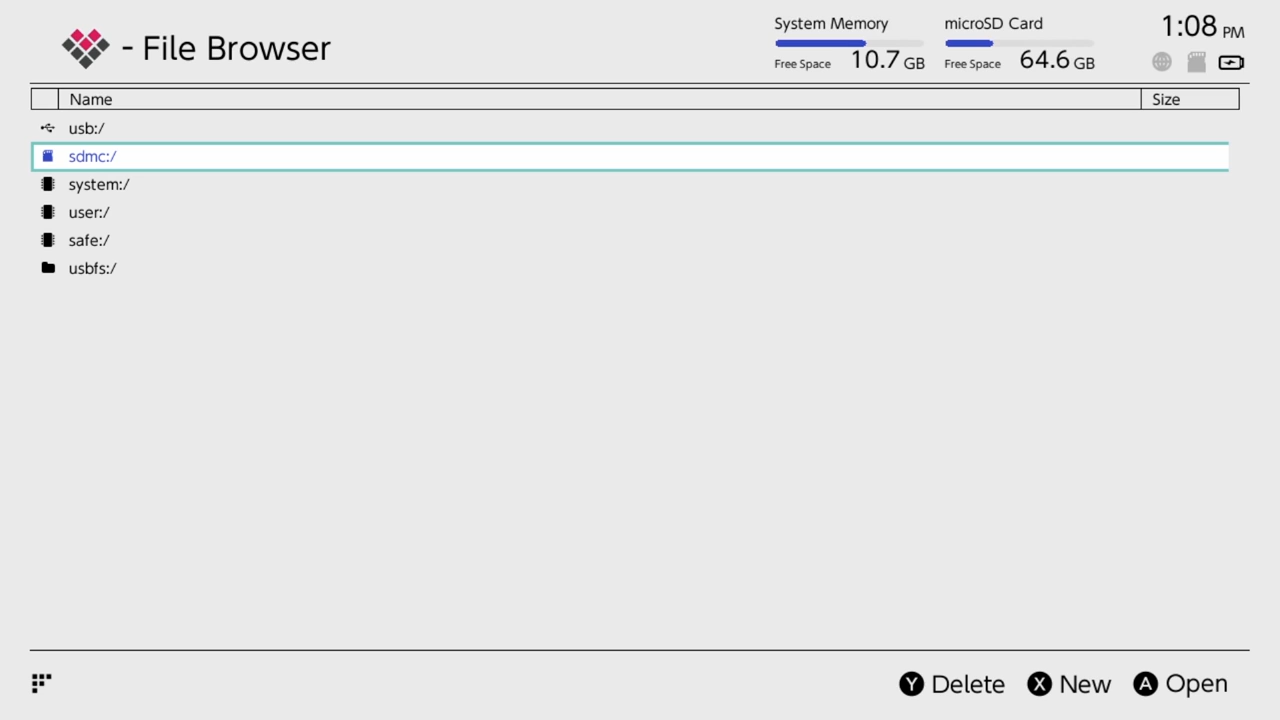 - File Browser
System Memory
Free Space 10.7 GB
microSD Card
Free Space 64.6 GB
1:08 PM
Name Size
usb:/
sdmc:/
system:/
user:/
safe:/
usbfs:/
Y Delete X New A Open